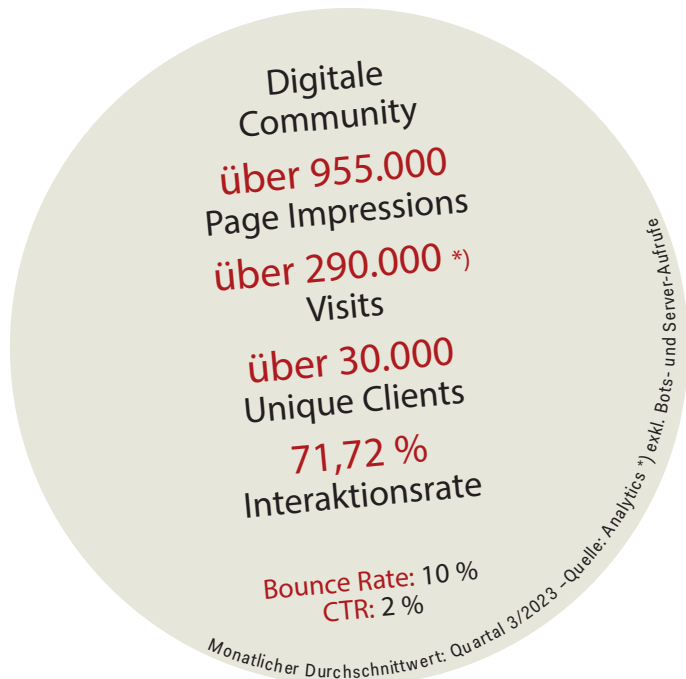 Digitale
Community
über 955.000
Page Impressions
über 290.000 *)
Visits
über 30.000
Unique Clients
71,72 %
Interaktionsrate
Bounce Rate: 10 %
CTR: 2 %
Monatlicher Durchschnittwert: Quartal 3/2023 –Quelle: Analytics *) exkl. Bots- und Server-Aufrufe